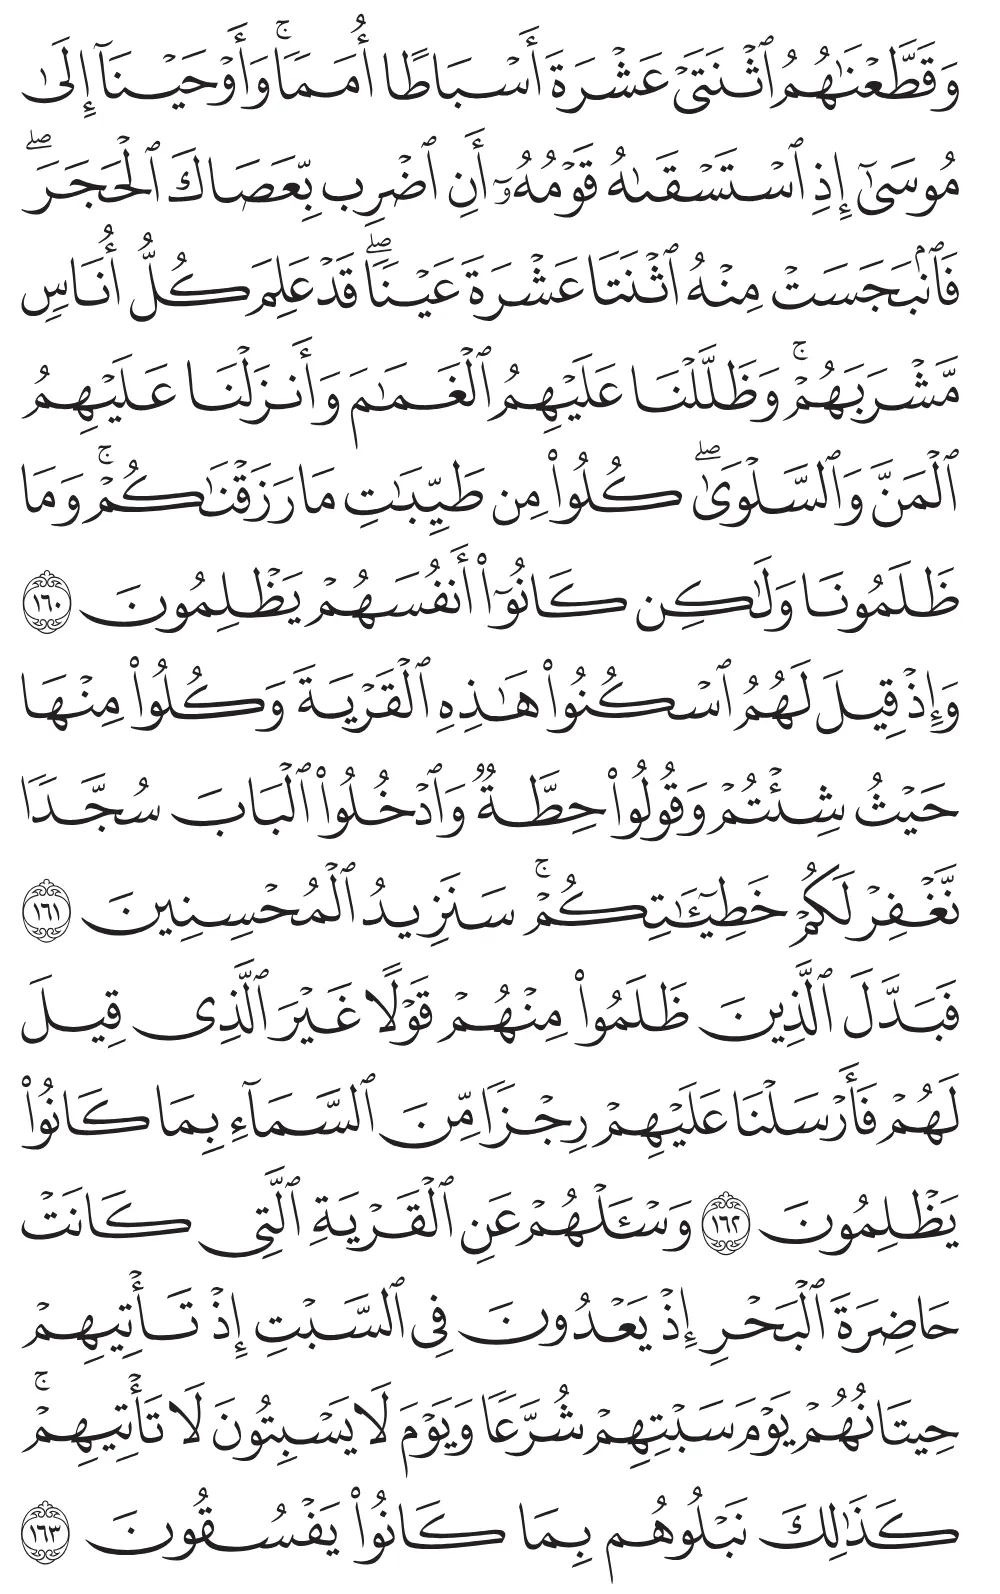 وَقَطَّعْنَٰهُمُ ٱثْنَتَىْ عَشْرَةَ أَسْبَاطًا أُمَمًا ۚ وَأَوْحَيْنَآ إِلَىٰ
مُوسَىٰٓ إِذِ ٱسْتَسْقَىٰهُ قَوْمُهُۥٓ أَنِ ٱضْرِب بِّعَصَاكَ ٱلْحَجَرَ ۖ
فَٱنۢبَجَسَتْ مِنْهُ ٱثْنَتَا عَشْرَةَ عَيْنًا ۖ قَدْ عَلِمَ كُلُّ أُنَاسٍ
مَّشْرَبَهُمْ ۚ وَظَلَّلْنَا عَلَيْهِمُ ٱلْغَمَٰمَ وَأَنزَلْنَا عَلَيْهِمُ
ٱلْمَنَّ وَٱلسَّلْوَىٰ ۖ كُلُوا۟ مِن طَيِّبَٰتِ مَا رَزَقْنَٰكُمْ ۚ وَمَا
ظَلَمُونَا وَلَٰكِن كَانُوٓا۟ أَنفُسَهُمْ يَظْلِمُونَ ١٦٠
وَإِذْ قِيلَ لَهُمُ ٱسْكُنُوا۟ هَٰذِهِ ٱلْقَرْيَةَ وَكُلُوا۟ مِنْهَا
حَيْثُ شِئْتُمْ وَقُولُوا۟ حِطَّةٌ وَٱدْخُلُوا۟ ٱلْبَابَ سُجَّدًا
نَّغْفِرْ لَكُمْ خَطِيٓـَٰٔتِكُمْ ۚ سَنَزِيدُ ٱلْمُحْسِنِينَ ١٦١
فَبَدَّلَ ٱلَّذِينَ ظَلَمُوا۟ مِنْهُمْ قَوْلًا غَيْرَ ٱلَّذِى قِيلَ
لَهُمْ فَأَرْسَلْنَا عَلَيْهِمْ رِجْزًا مِّنَ ٱلسَّمَآءِ بِمَا كَانُوا۟
يَظْلِمُونَ ١٦٢ وَسْـَٔلْهُمْ عَنِ ٱلْقَرْيَةِ ٱلَّتِى كَانَتْ
حَاضِرَةَ ٱلْبَحْرِ إِذْ يَعْدُونَ فِى ٱلسَّبْتِ إِذْ تَأْتِيهِمْ
حِيتَانُهُمْ يَوْمَ سَبْتِهِمْ شُرَّعًا وَيَوْمَ لَا يَسْبِتُونَ لَا تَأْتِيهِمْ ۚ
كَذَٰلِكَ نَبْلُوهُم بِمَا كَانُوا۟ يَفْسُقُونَ ١٦٣